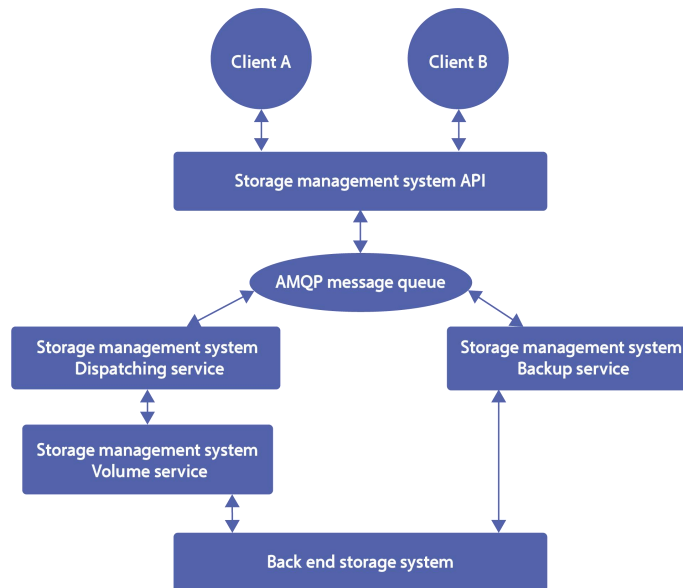 Client A
Client B
Storage management system API
AMQP message queue
Storage management system
Dispatching service
Storage management system
Backup service
Storage management system
Volume service
Back end storage system